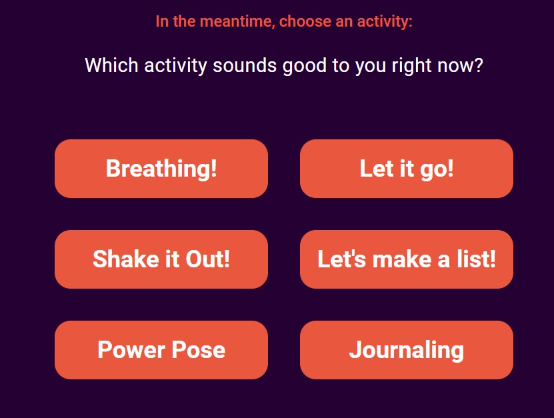 In the meantime, choose an activity:
Which activity sounds good to you right now?
Breathing!
Let it go!
Shake it Out!
Let's make a list!
Power Pose
Journaling